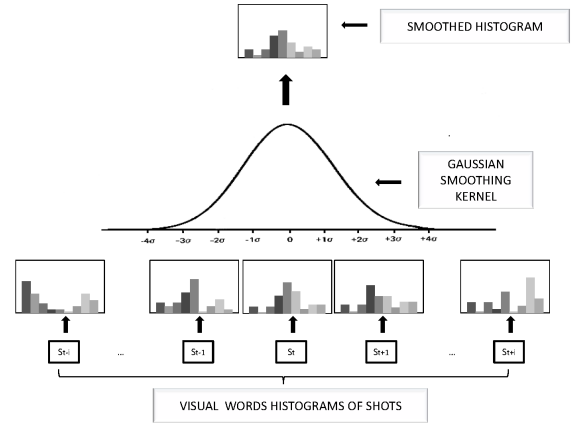 SMOOTHED HISTOGRAM
GAUSSIAN
SMOOTHING
KERNEL
-4σ -3σ -2σ -1σ 0 +1σ +2σ +3σ +4σ
St-i ... St-1 St St+1 ... St+i
VISUAL WORDS HISTOGRAMS OF SHOTS